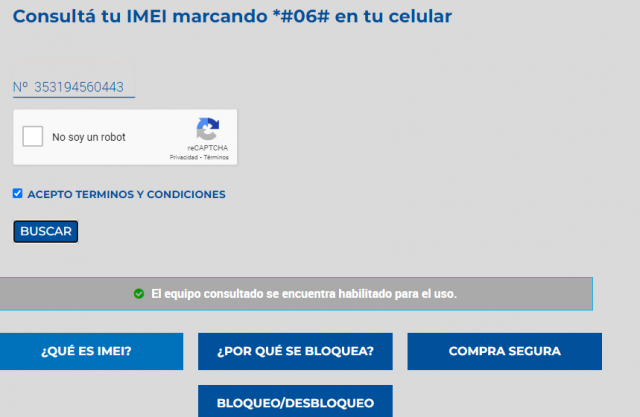 Consultá tu IMEI marcando *#06# en tu celular
Nº 353194560443
No soy un robot
reCAPTCHA
Privacidad - Términos
ACEPTO TERMINOS Y CONDICIONES
BUSCAR
El equipo consultado se encuentra habilitado para el uso.
¿QUÉ ES IMEI? ¿POR QUÉ SE BLOQUEA? COMPRA SEGURA
BLOQUEO/DESBLOQUEO